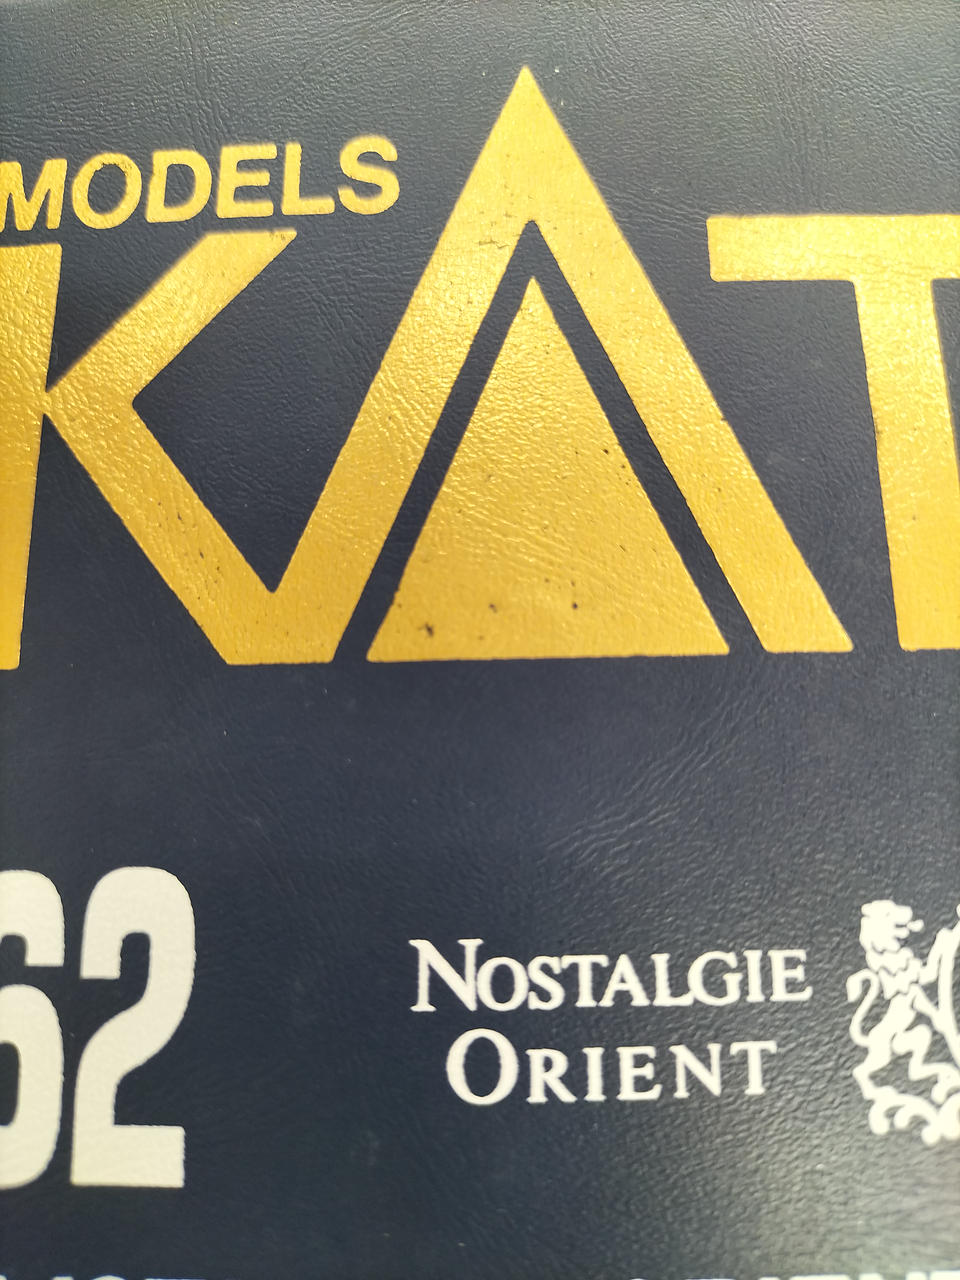 MODELS
KAT
62
NOSTALGIE
ORIENT